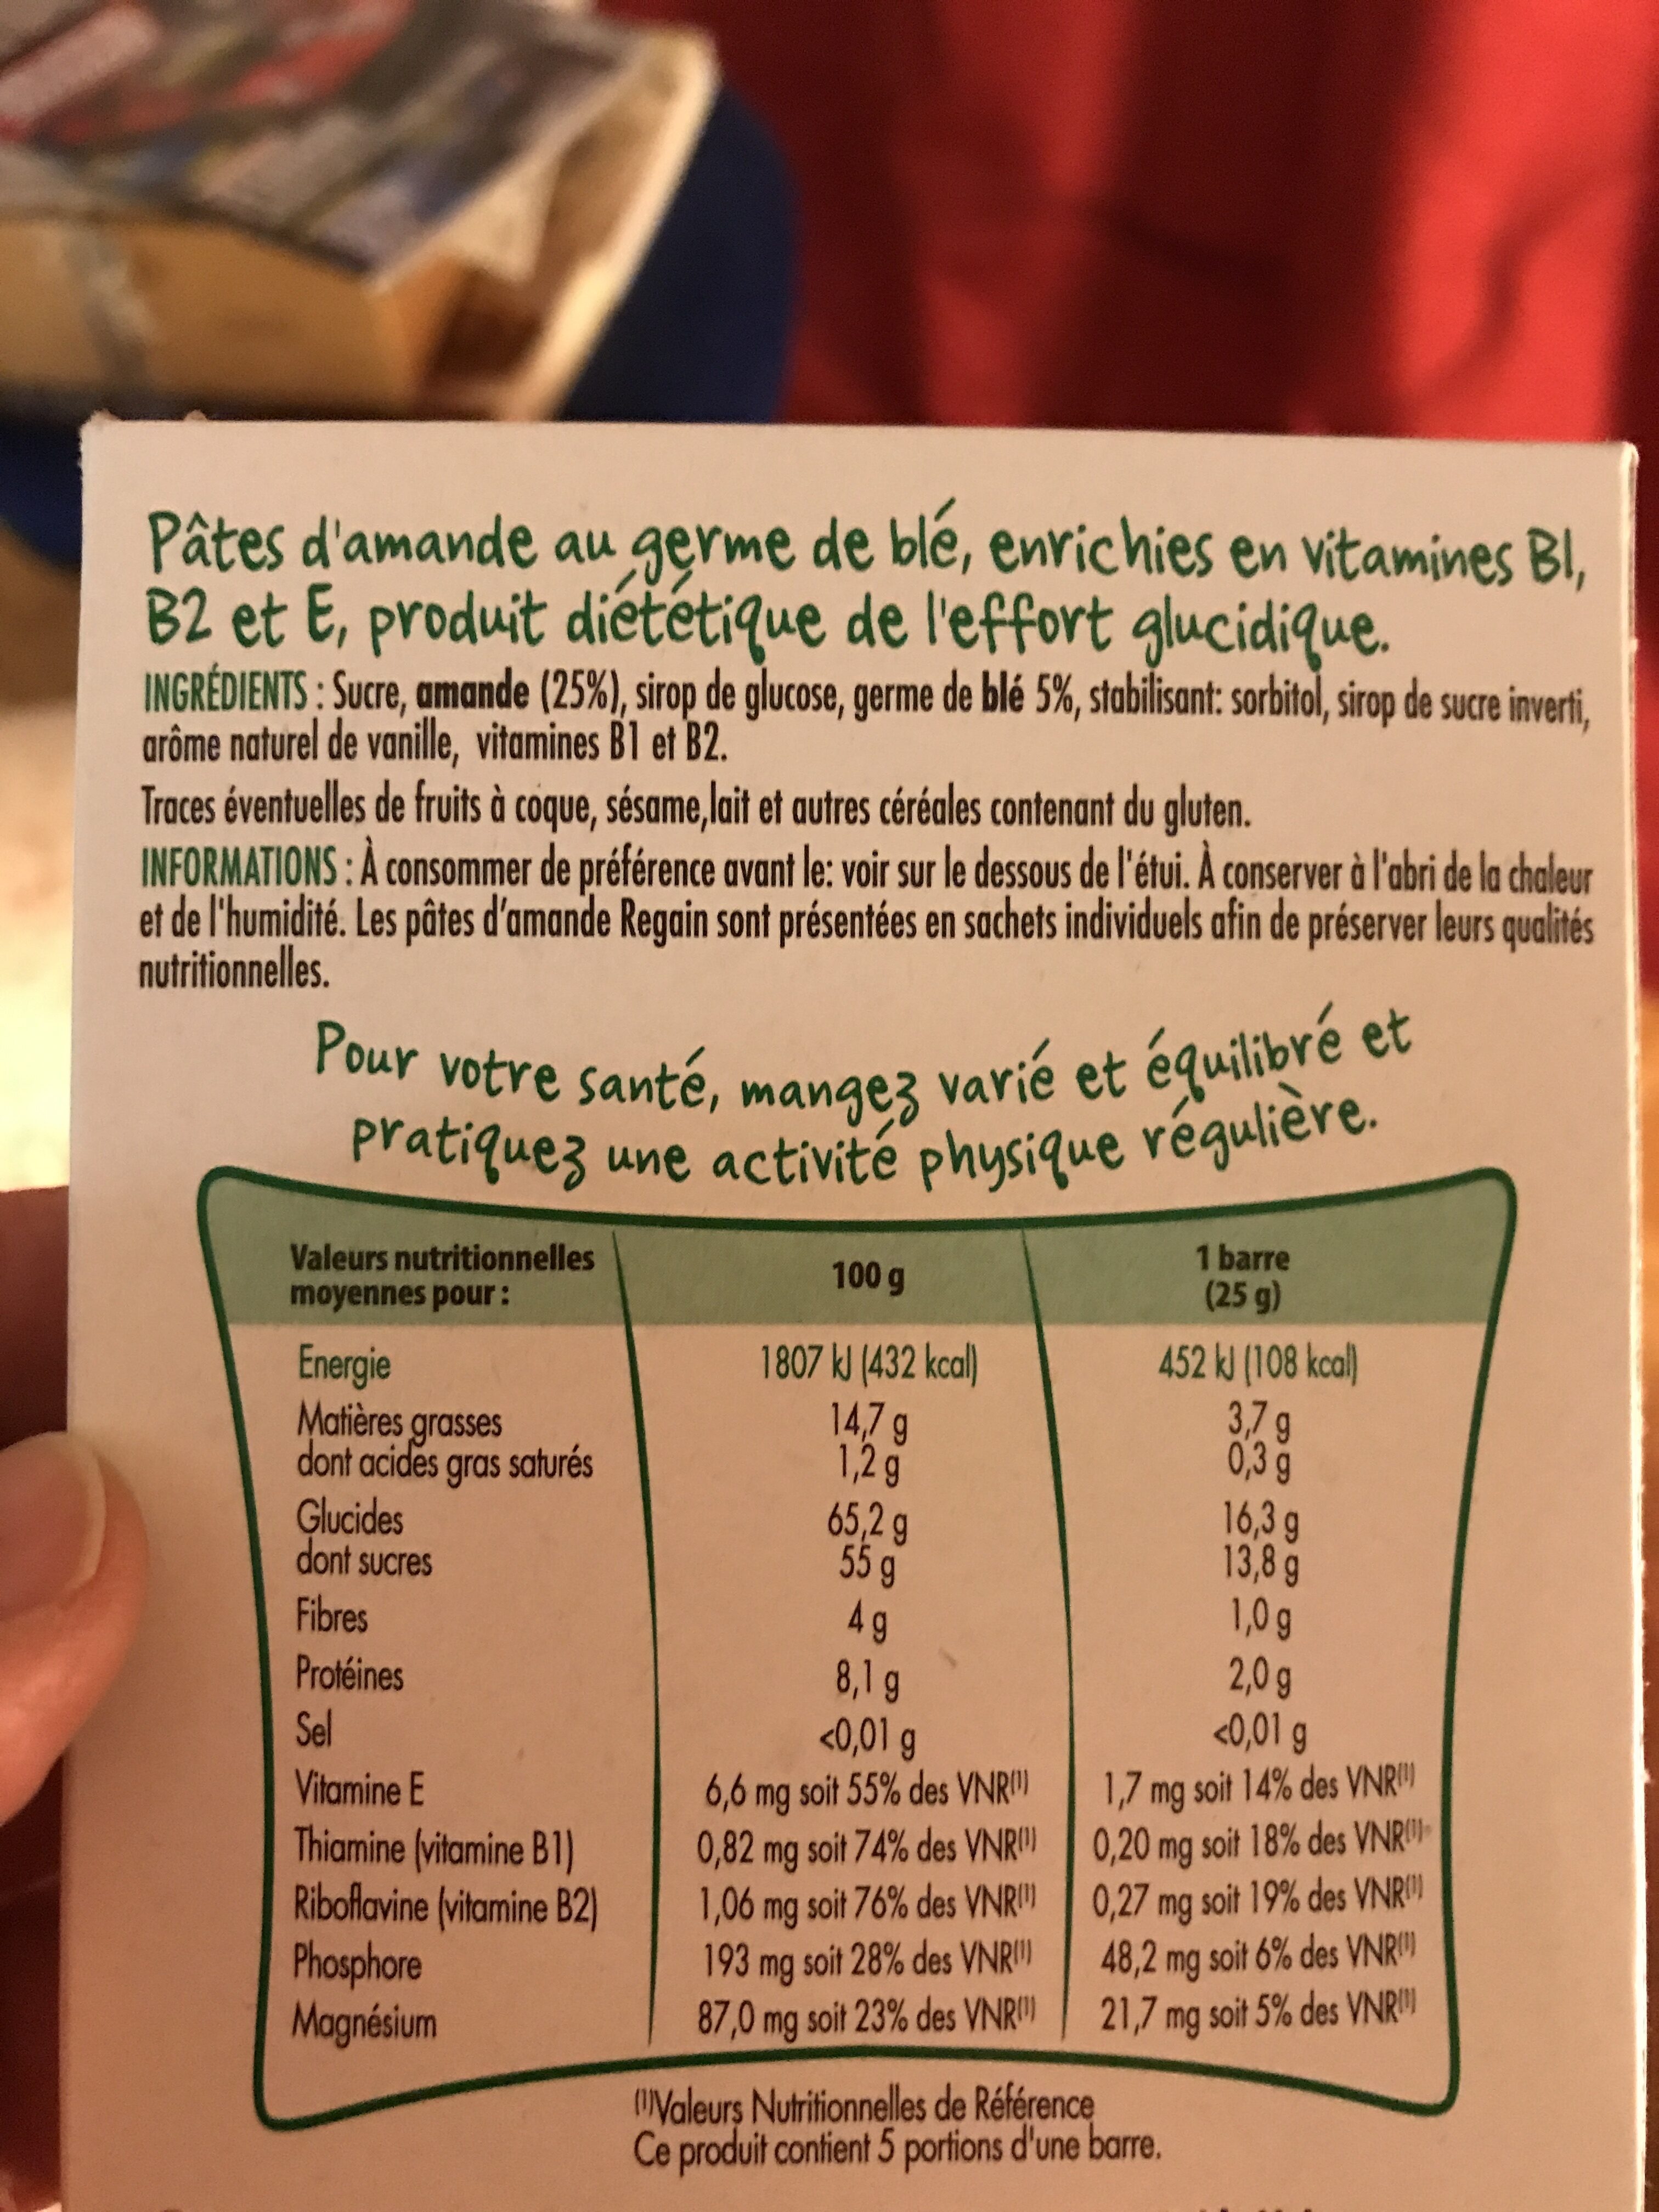 Pâtes d'amande au germe de blé, enrichies en vitamines B1,
B2 et E, produit diététique de l'effort glucidique.
INGRÉDIENTS : Sucre, amande (25%), sirop de glucose, germe de blé 5%, stabilisant: sorbitol, sirop de sucre inverti,
arôme naturel de vanille, vitamines B1 et B2.
Traces éventuelles de fruits à coque, sésame,lait et autres céréales contenant du gluten.
INFORMATIONS : À consommer de préférence avant le: voir sur le dessous de l'étui. À conserver à l'abri de la chaleur
et de l'humidité. Les pâtes d'amande Regain sont présentées en sachets individuels afin de préserver leurs qualités
nutritionnelles.
Pour votre santé, mangez varié et équilibré et
pratiquez une activité physique régulière.
Valeurs nutritionnelles moyennes pour : 100 g 1 barre (25 g)
Energie 1807 kJ (432 kcal) 452 kJ (108 kcal)
Matières grasses 14,7 g 3,7 g
dont acides gras saturés 1,2 g 0,3 g
Glucides 65,2 g 16,3 g
dont sucres 55 g 13,8 g
Fibres 4 g 1,0 g
Protéines 8,1 g 2,0 g
Sel <0,01 g <0,01 g
Vitamine E 6,6 mg soit 55% des VNR(1) 1,7 mg soit 14% des VNR(1)
Thiamine (vitamine B1) 0,82 mg soit 74% des VNR(1) 0,20 mg soit 18% des VNR(1)
Riboflavine (vitamine B2) 1,06 mg soit 76% des VNR(1) 0,27 mg soit 19% des VNR(1)
Phosphore 193 mg soit 28% des VNR(1) 48,2 mg soit 6% des VNR(1)
Magnésium 87,0 mg soit 23% des VNR(1) 21,7 mg soit 5% des VNR(1)
(1)Valeurs Nutritionnelles de Référence
Ce produit contient 5 portions d'une barre.